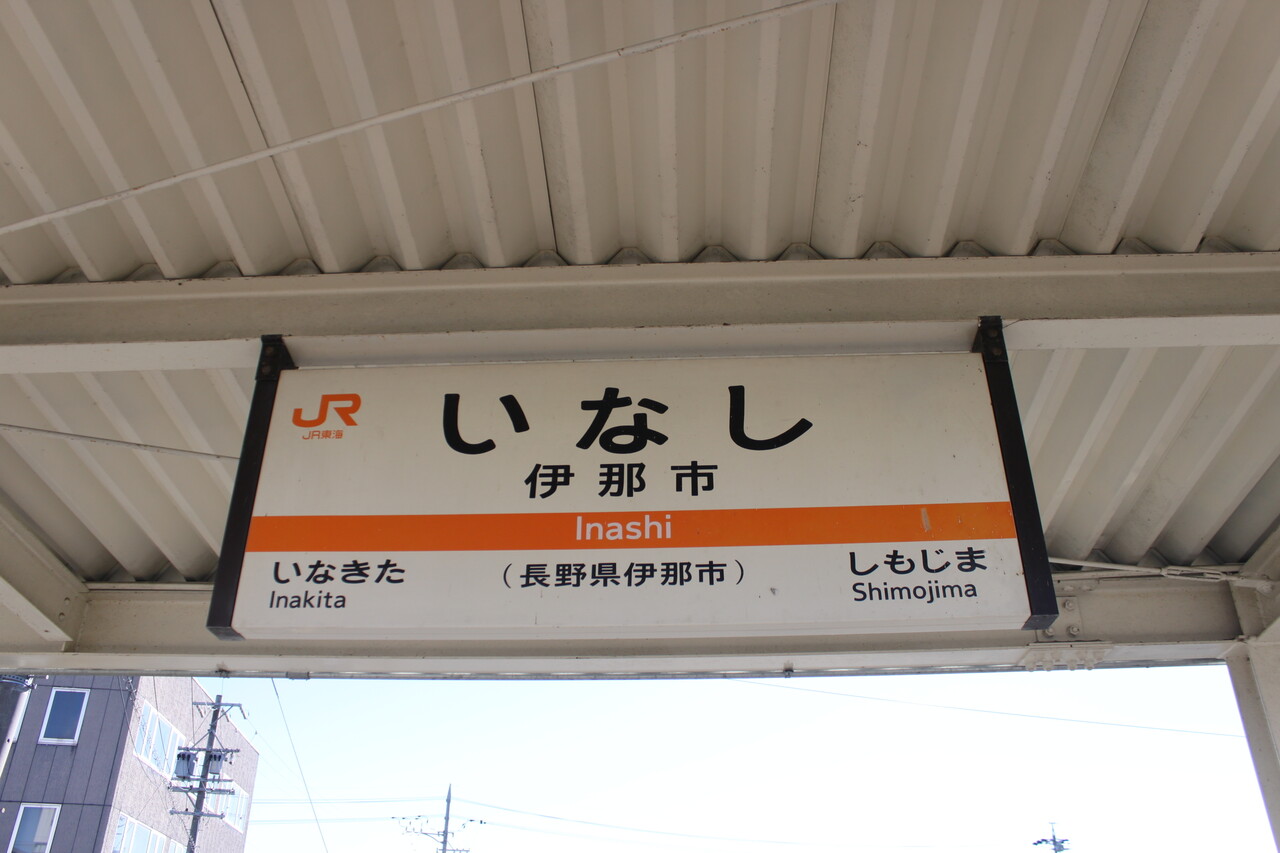 JR
JR東海
いなし
伊那市
Inashi
いなきた
Inakita
（長野県伊那市）
しもじま
Shimojima